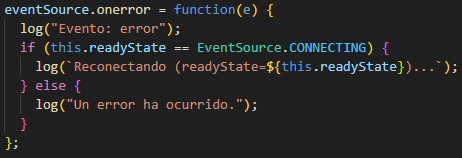 eventSource.onerror = function(e) {
  log("Evento: error");
  if (this.readyState == EventSource.CONNECTING) {
    log(`Reconectando (readyState=${this.readyState})...`);
  } else {
    log("Un error ha ocurrido.");
  }
};